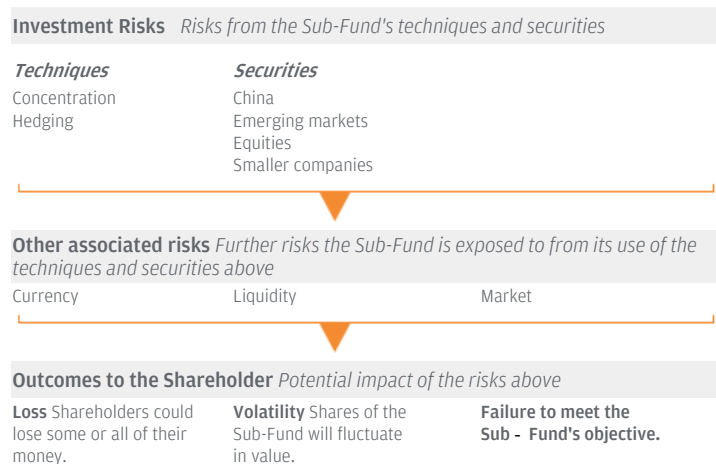 Investment Risks Risks from the Sub-Fund's techniques and securities
Techniques
Concentration
Hedging
Securities
China
Emerging markets
Equities
Smaller companies
Other associated risks Further risks the Sub-Fund is exposed to from its use of the
techniques and securities above
Currency
Liquidity
Market
Outcomes to the Shareholder Potential impact of the risks above
Loss Shareholders could
lose some or all of their
money.
Volatility Shares of the
Sub-Fund will fluctuate
in value.
Failure to meet the
Sub - Fund's objective.